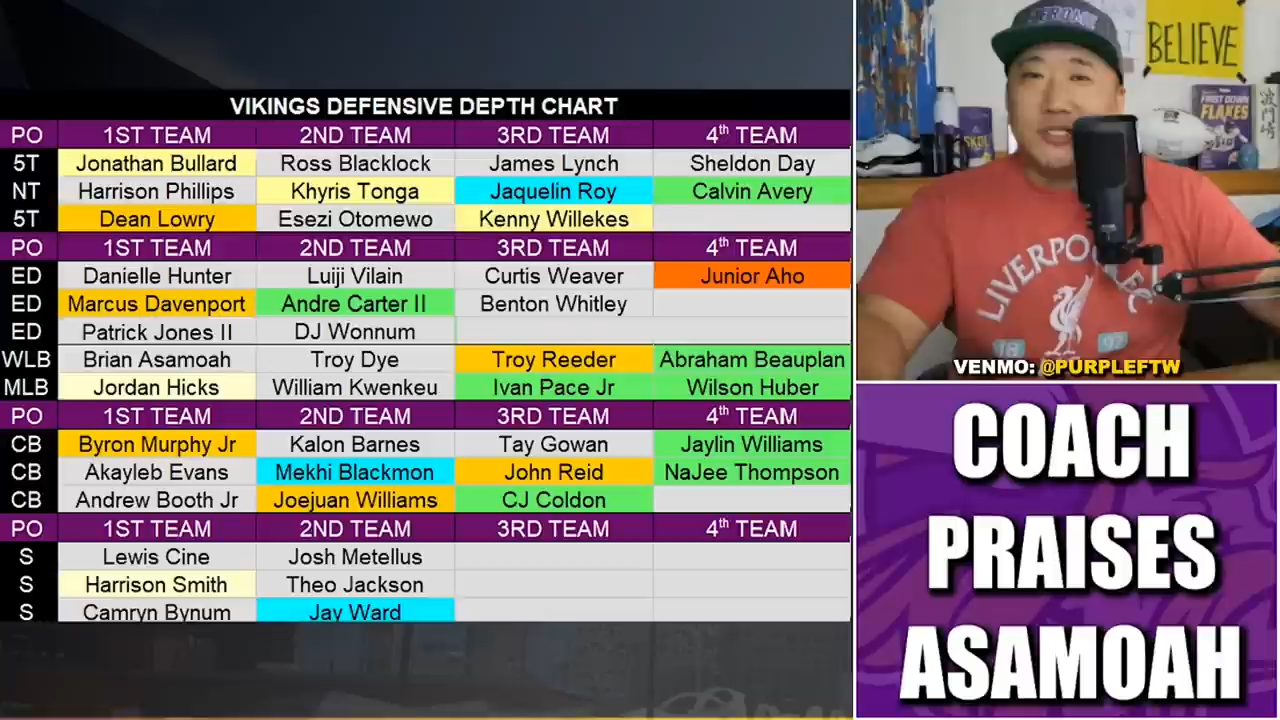 VIKINGS DEFENSIVE DEPTH CHART
PO 1ST TEAM 2ND TEAM 3RD TEAM 4th TEAM
5T Jonathan Bullard Ross Blacklock James Lynch Sheldon Day
NT Harrison Phillips Khyris Tonga Jaquelin Roy Calvin Avery
5T Dean Lowry Esezi Otomewo Kenny Willekes
PO 1ST TEAM 2ND TEAM 3RD TEAM 4th TEAM
ED Danielle Hunter Luiji Vilain Curtis Weaver Junior Aho
ED Marcus Davenport Andre Carter II Benton Whitley
ED Patrick Jones II DJ Wonnum
WLB Brian Asamoah Troy Dye Troy Reeder Abraham Beauplan
MLB Jordan Hicks William Kwenkeu Ivan Pace Jr Wilson Huber
PO 1ST TEAM 2ND TEAM 3RD TEAM 4th TEAM
CB Byron Murphy Jr Kalon Barnes Tay Gowan Jaylin Williams
CB Akayleb Evans Mekhi Blackmon John Reid NaJee Thompson
CB Andrew Booth Jr Joejuan Williams CJ Coldon
PO 1ST TEAM 2ND TEAM 3RD TEAM 4th TEAM
S Lewis Cine Josh Metellus
S Harrison Smith Theo Jackson
S Camryn Bynum Jay Ward
BELIEVE
FIRST DOWN
FLAKES
SKOL
LIVERPOOL FC
18 92
VENMO: @PURPLEFTW
COACH
PRAISES
ASAMOAH